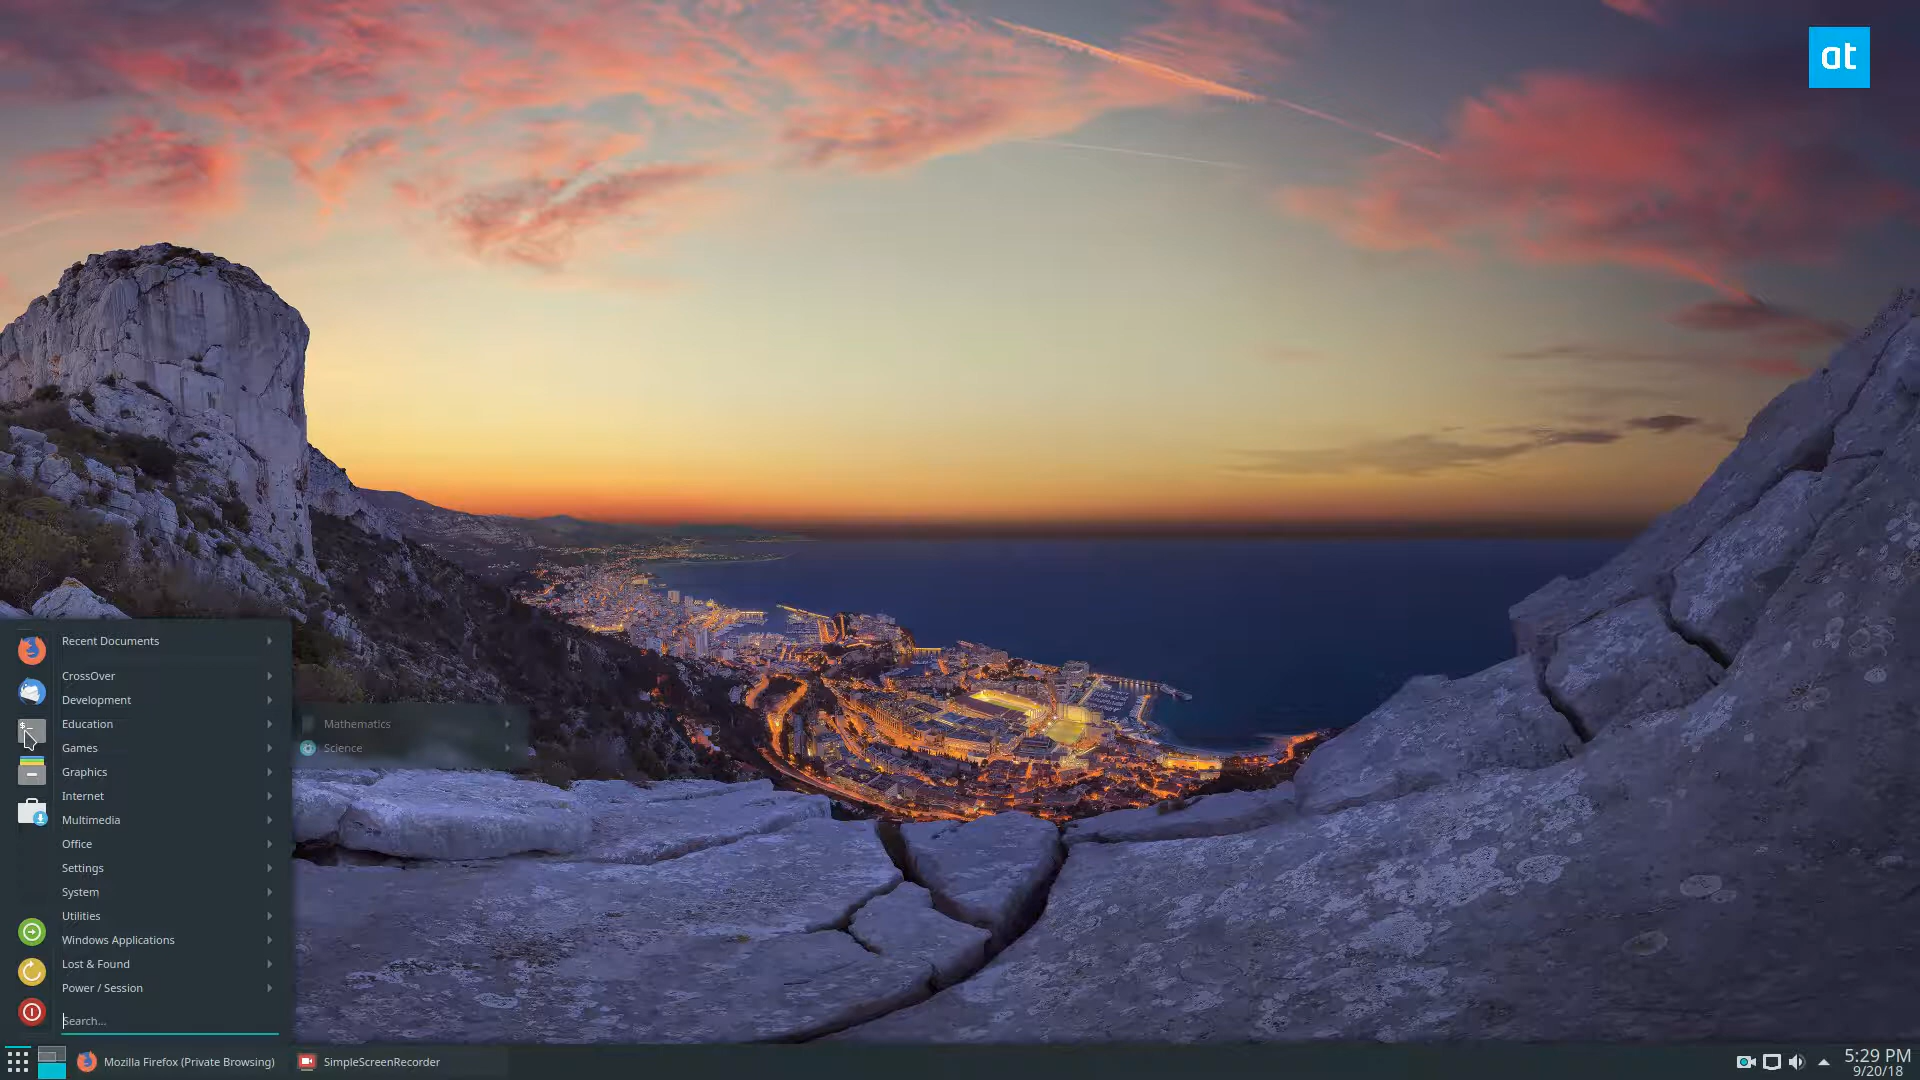 at
Recent Documents
CrossOver
Development
Education
Games
Graphics
Internet
Multimedia
Office
Settings
System
Utilities
Windows Applications
Lost & Found
Power / Session
Search...
Mathematics
Science
Mozilla Firefox (Private Browsing)
SimpleScreenRecorder
5:29 PM
9/20/18